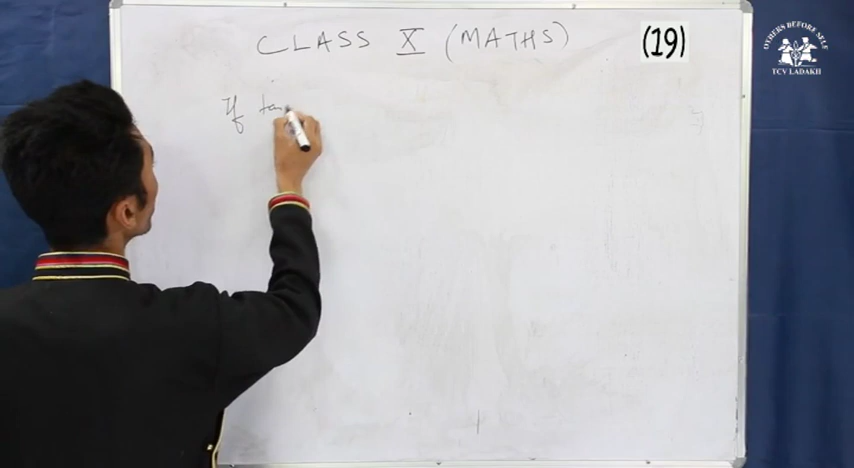 CLASS X (MATHS)
(19)
OTHERS BEFORE SELF
TCV LADAKH
If tan